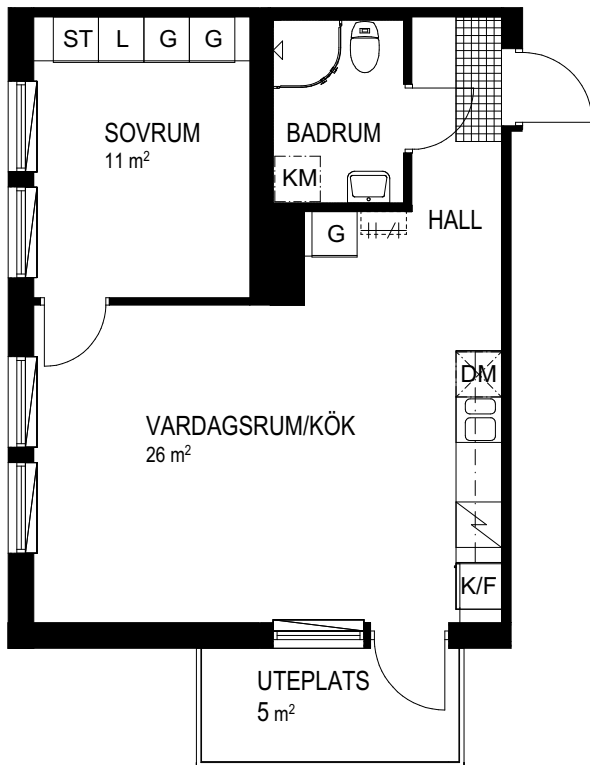 ST L G G
SOVRUM
11 m²
BADRUM
KM
G
HALL
DM
VARDAGSRUM/KÖK
26 m²
K/F
UTEPLATS
5 m²